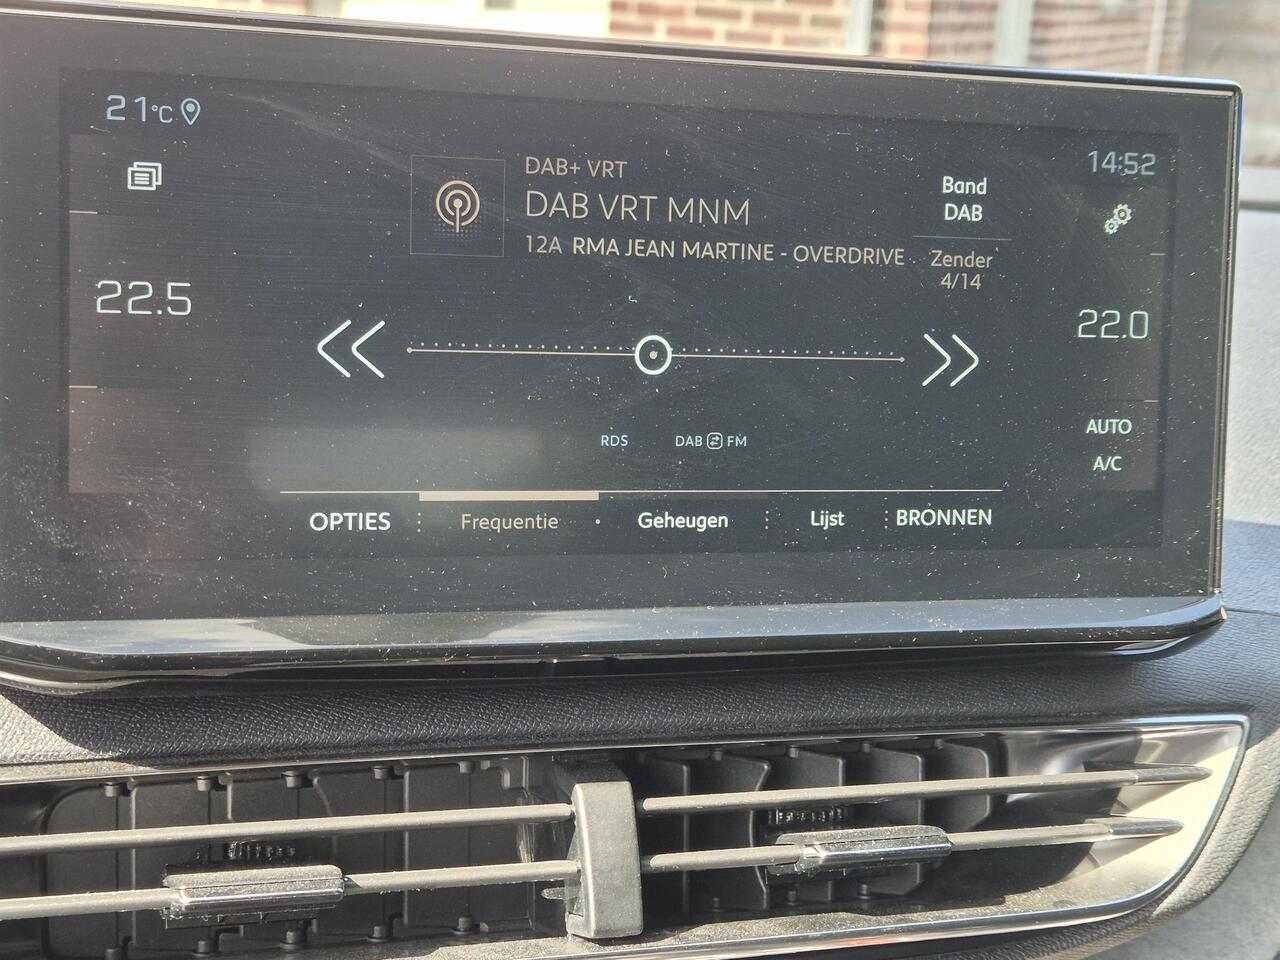 21°C
22.5
DAB+ VRT
DAB VRT MNM
12A RMA JEAN MARTINE - OVERDRIVE
Band
DAB
Zender
4/14
14:52
22.0
AUTO
A/C
RDS
DAB FM
OPTIES
Frequentie
Geheugen
Lijst
BRONNEN